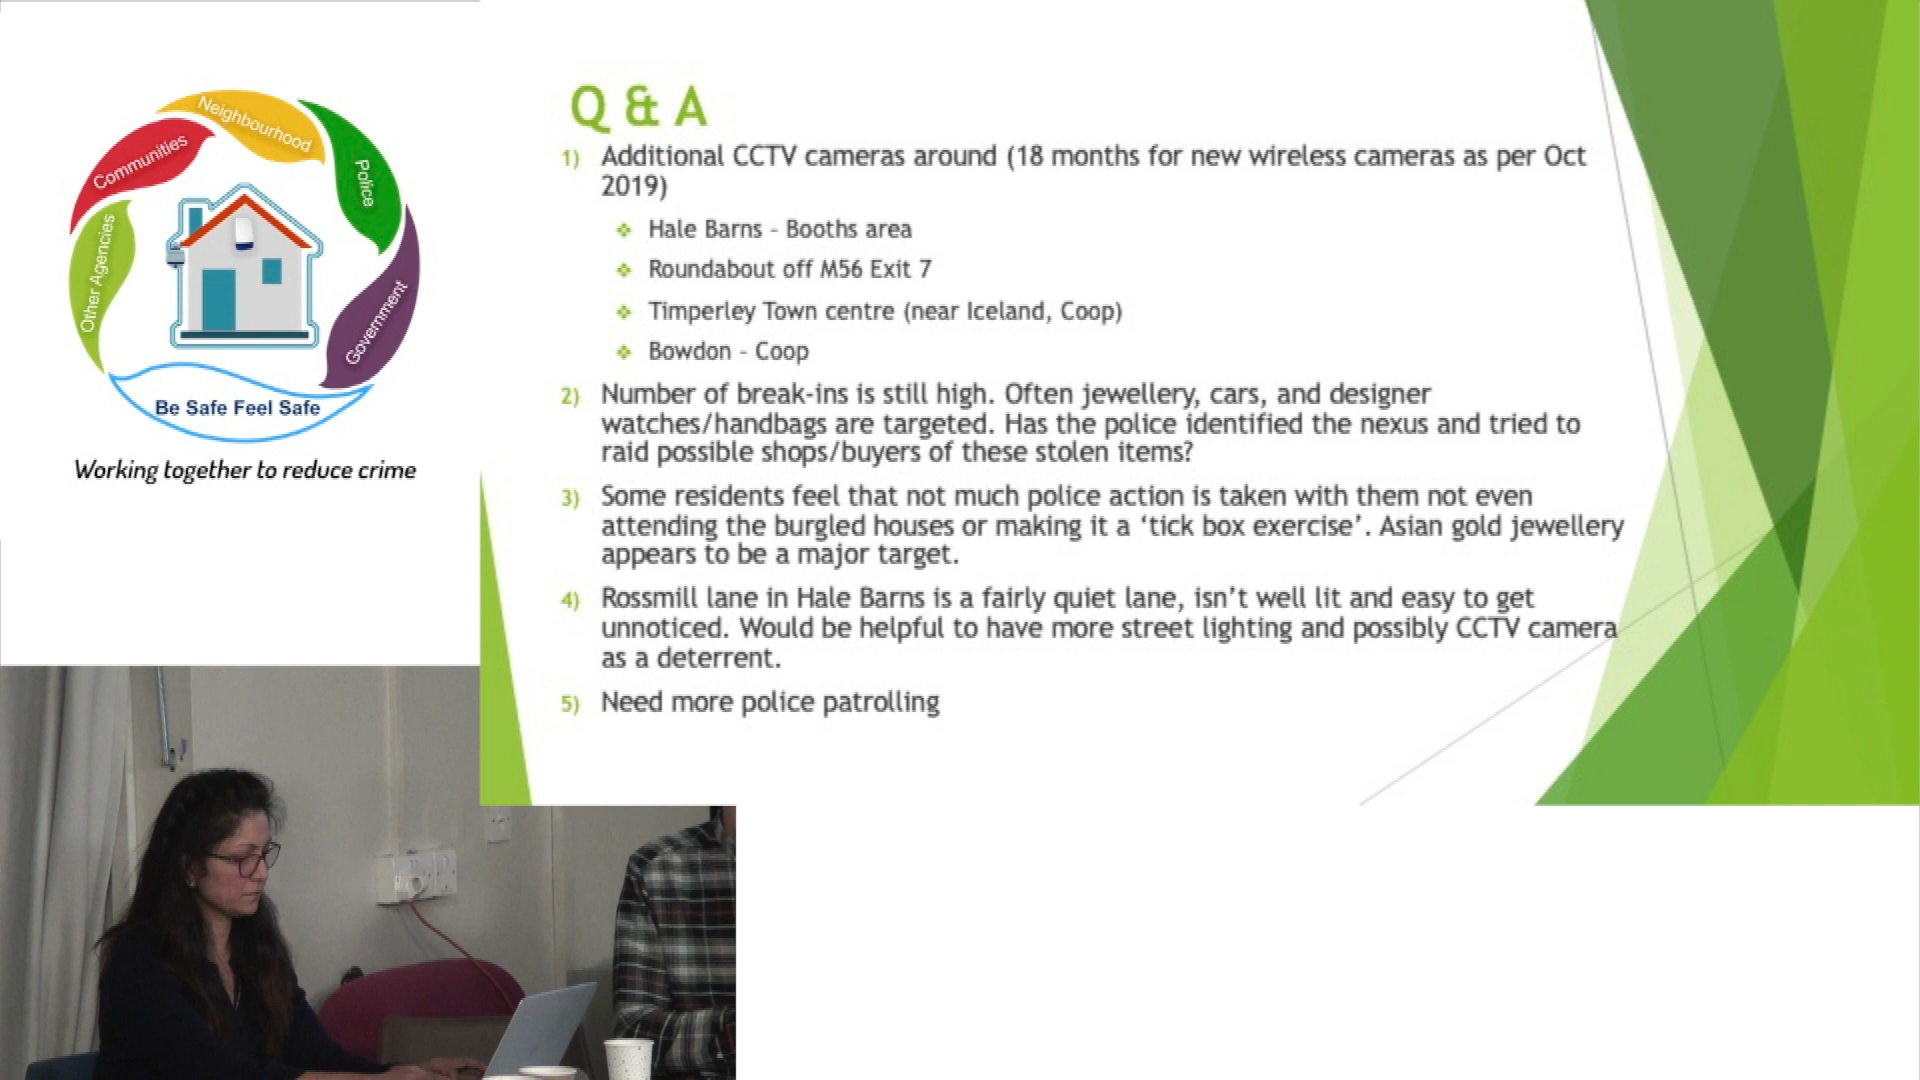 Neighbourhood
Communities
Police
Other Agencies
Government
Be Safe Feel Safe
Working together to reduce crime
Q & A
1) Additional CCTV cameras around (18 months for new wireless cameras as per Oct
2019)
❖ Hale Barns - Booths area
❖ Roundabout off M56 Exit 7
❖ Timperley Town centre (near Iceland, Coop)
❖ Bowdon - Coop
2) Number of break-ins is still high. Often jewellery, cars, and designer
watches/handbags are targeted. Has the police identified the nexus and tried to
raid possible shops/buyers of these stolen items?
3) Some residents feel that not much police action is taken with them not even
attending the burgled houses or making it a ‘tick box exercise’. Asian gold jewellery
appears to be a major target.
4) Rossmill lane in Hale Barns is a fairly quiet lane, isn’t well lit and easy to get
unnoticed. Would be helpful to have more street lighting and possibly CCTV camera
as a deterrent.
5) Need more police patrolling